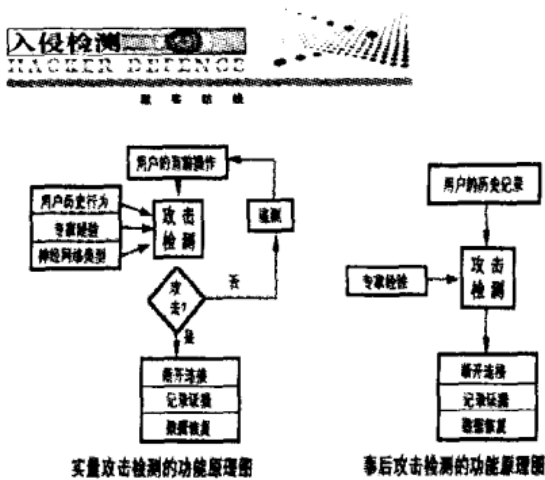 入侵检测
HACKER DEFENCE
用户的当前操作
用户历史行为
专家经验
神经网络类型
攻击
检测
监测
攻
击?
否
是
断开连接
记录证据
数据恢复
实量攻击检测的功能原理图
用户的历史记录
专家经验
攻击
检测
断开连接
记录证据
数据恢复
事后攻击检测的功能原理图